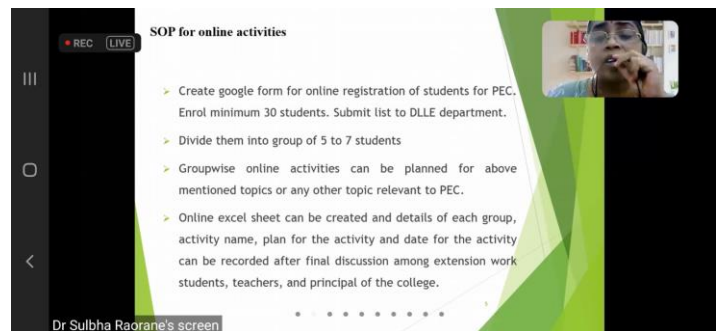 SOP for online activities
REC LIVE
Create google form for online registration of students for PEC.
Enrol minimum 30 students. Submit list to DLLE department.
Divide them into group of 5 to 7 students
Groupwise online activities can be planned for above
mentioned topics or any other topic relevant to PEC.
Online excel sheet can be created and details of each group,
activity name, plan for the activity and date for the activity
can be recorded after final discussion among extension work
students, teachers, and principal of the college.
Dr Sulbha Raorane's screen